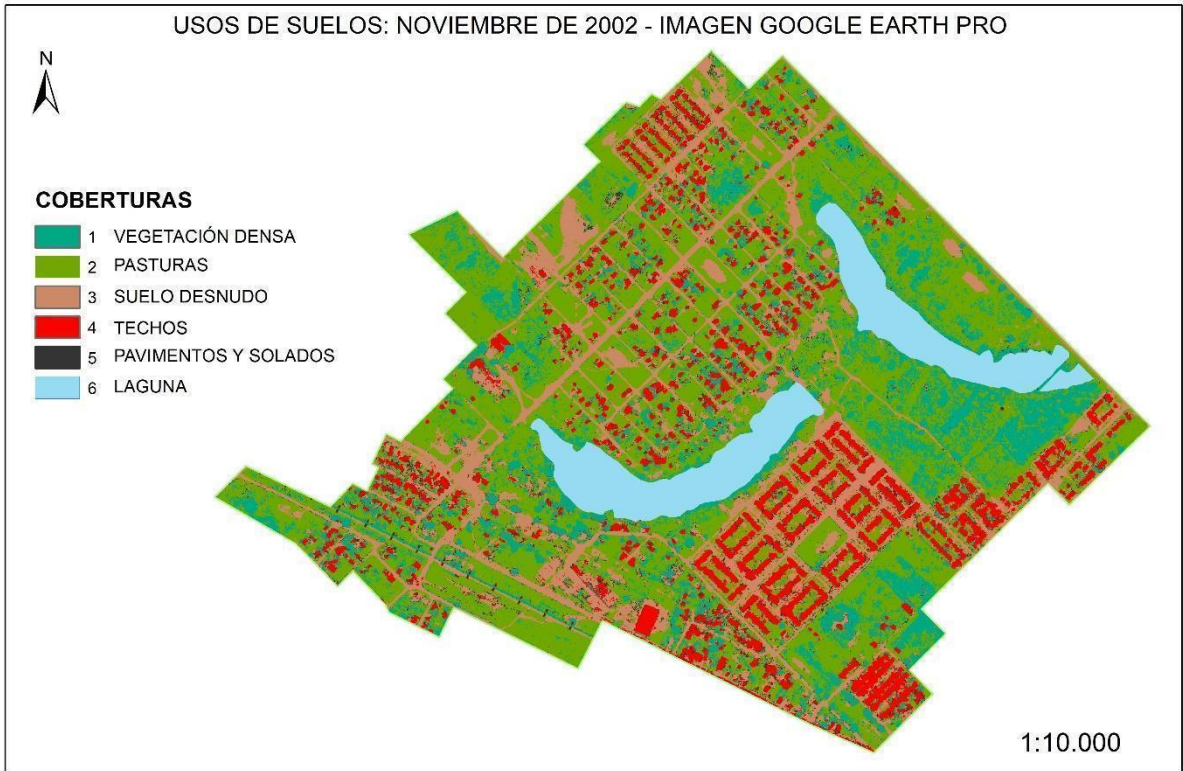 USOS DE SUELOS: NOVIEMBRE DE 2002 - IMAGEN GOOGLE EARTH PRO
N
COBERTURAS
1 VEGETACIÓN DENSA
2 PASTURAS
3 SUELO DESNUDO
4 TECHOS
5 PAVIMENTOS Y SOLADOS
6 LAGUNA
1:10.000